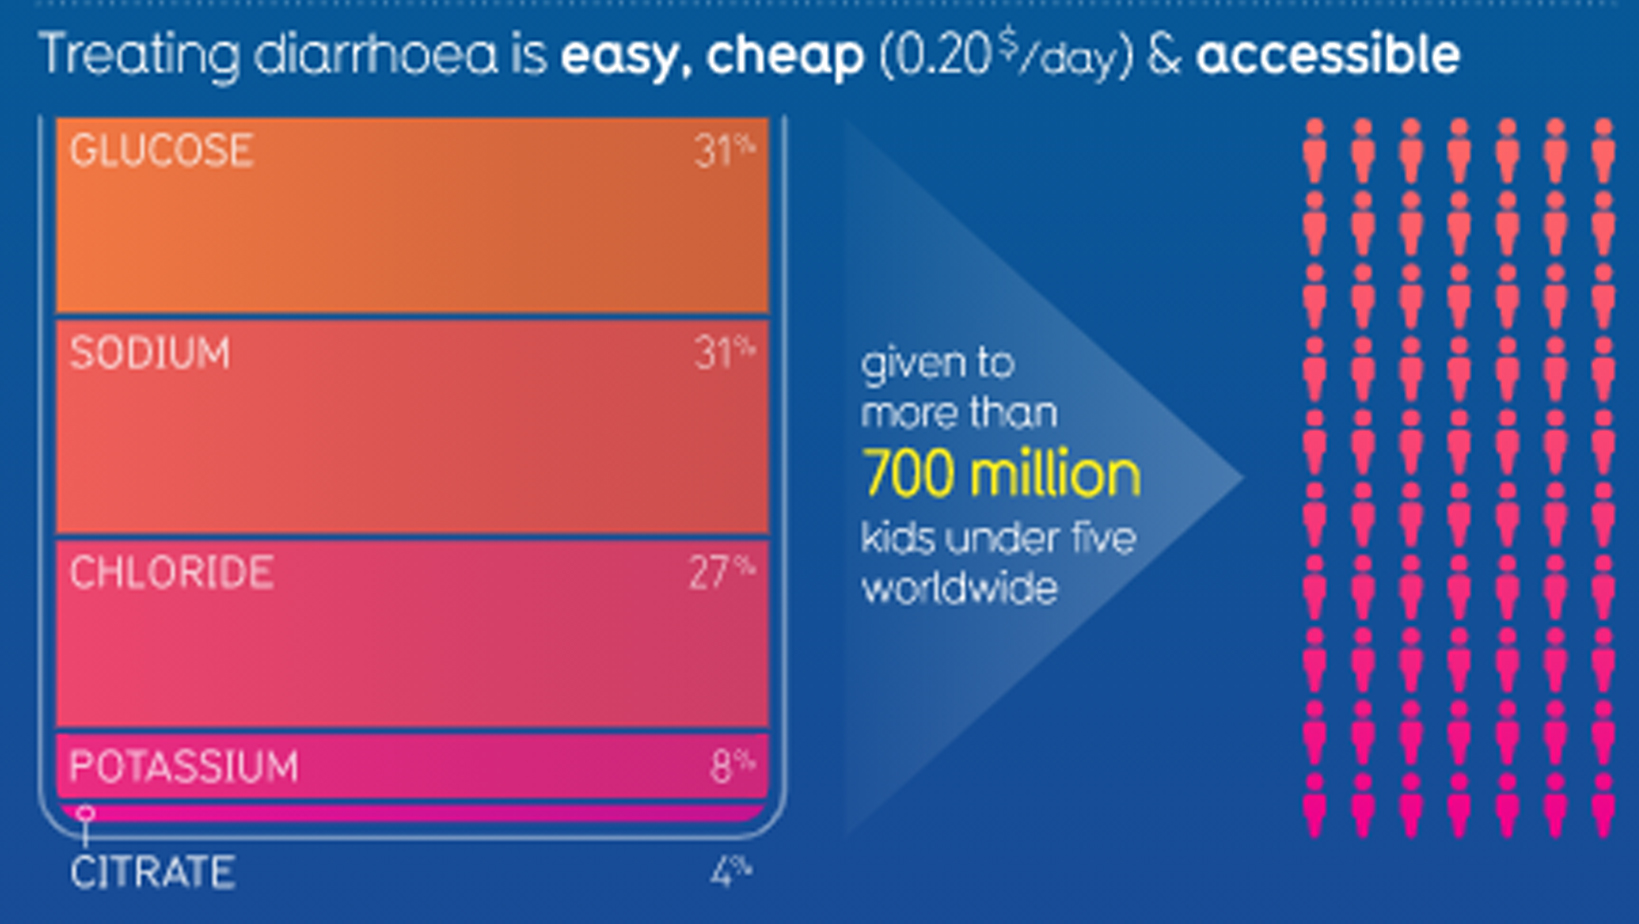 Treating diarrhoea is easy, cheap (0.20$/day) & accessible
GLUCOSE 31%
SODIUM 31%
CHLORIDE 27%
POTASSIUM 8%
CITRATE 4%
given to
more than
700 million
kids under five
worldwide